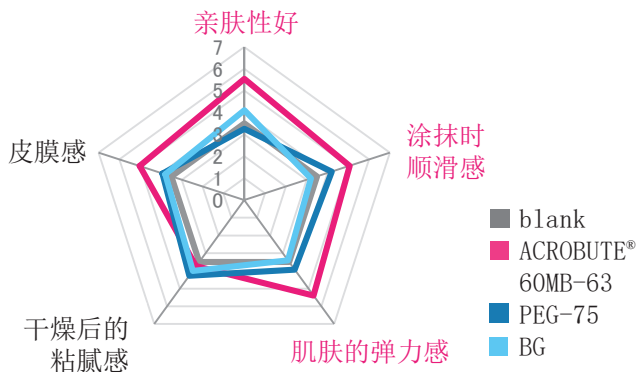 亲肤性好
7
6
5
4
3
2
1
0
涂抹时
顺滑感
皮膜感
干燥后的
粘腻感
肌肤的弹力感
blank
ACROBUTE®
60MB-63
PEG-75
BG